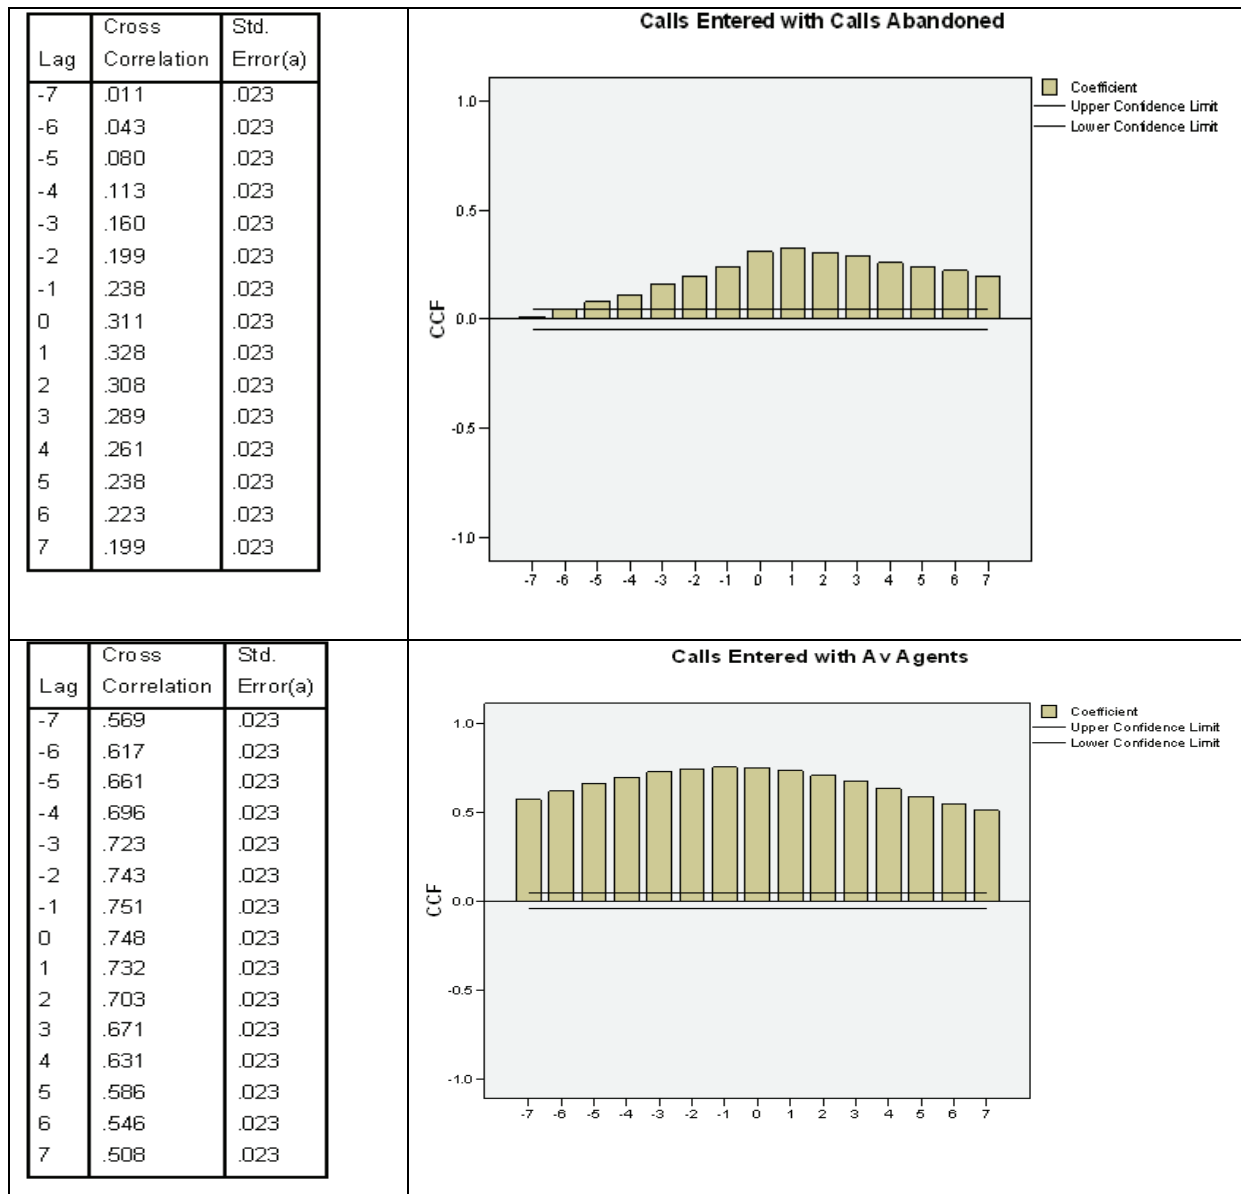 Lag Cross Correlation Std. Error(a)
-7 .011 .023
-6 .043 .023
-5 .080 .023
-4 .113 .023
-3 .160 .023
-2 .199 .023
-1 .238 .023
0 .311 .023
1 .328 .023
2 .308 .023
3 .289 .023
4 .261 .023
5 .238 .023
6 .223 .023
7 .199 .023
Calls Entered with Calls Abandoned
Coefficient
Upper Confidence Limit
Lower Confidence Limit
CCF
1.0
0.5
0.0
-0.5
-1.0
-7 -6 -5 -4 -3 -2 -1 0 1 2 3 4 5 6 7
Lag Cross Correlation Std. Error(a)
-7 .569 .023
-6 .617 .023
-5 .661 .023
-4 .696 .023
-3 .723 .023
-2 .743 .023
-1 .751 .023
0 .748 .023
1 .732 .023
2 .703 .023
3 .671 .023
4 .631 .023
5 .586 .023
6 .546 .023
7 .508 .023
Calls Entered with Av Agents
Coefficient
Upper Confidence Limit
Lower Confidence Limit
CCF
1.0
0.5
0.0
-0.5
-1.0
-7 -6 -5 -4 -3 -2 -1 0 1 2 3 4 5 6 7